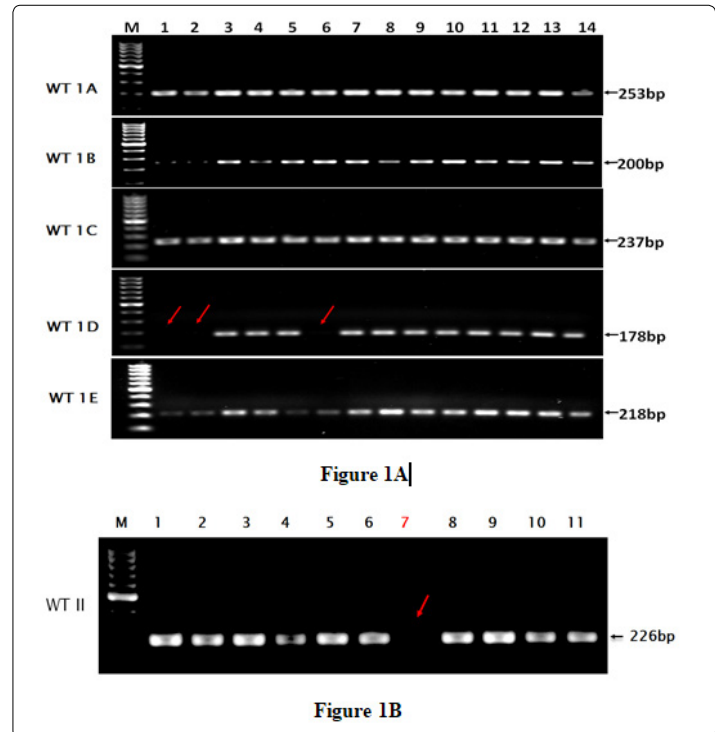 M 1 2 3 4 5 6 7 8 9 10 11 12 13 14
WT 1A ←253bp
WT 1B ←200bp
WT 1C ←237bp
WT 1D ←178bp
WT 1E ←218bp
Figure 1A
M 1 2 3 4 5 6 7 8 9 10 11
WT II ← 226bp
Figure 1B